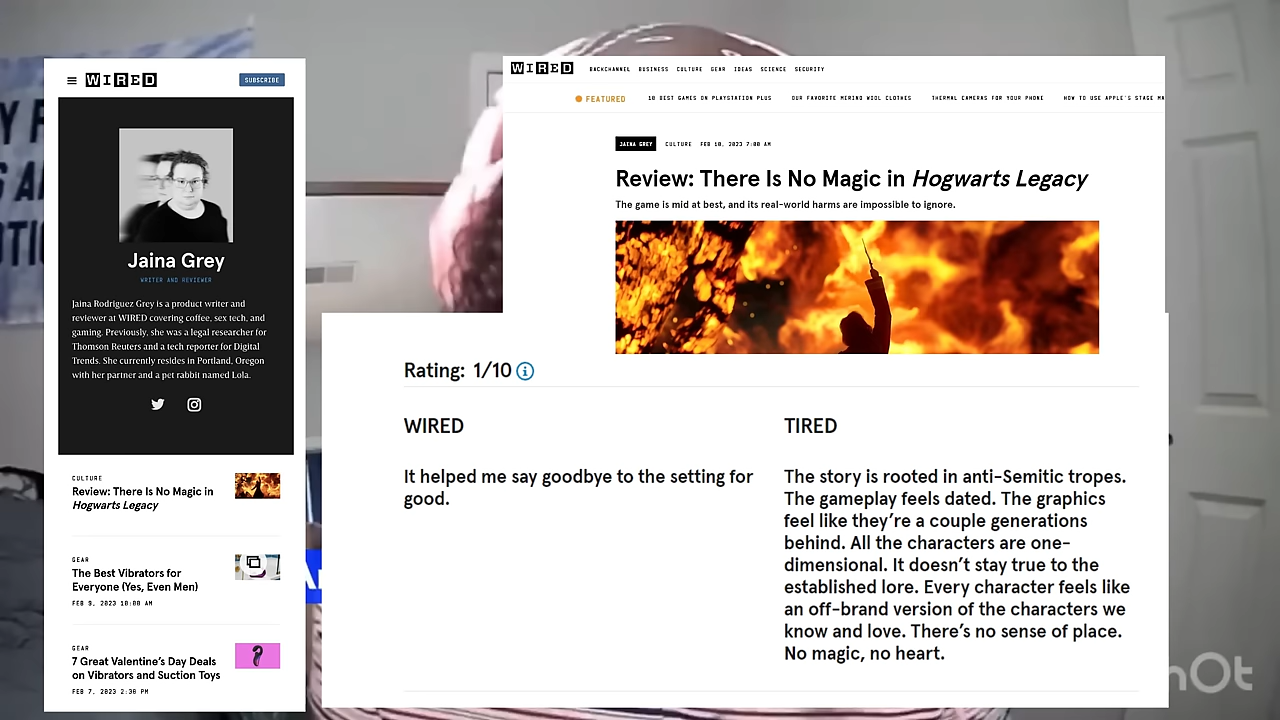 WIRED
SUBSCRIBE
Jaina Grey
WRITER AND REVIEWER
Jaina Rodriguez Grey is a product writer and
reviewer at WIRED covering coffee, sex tech, and
gaming. Previously, she was a legal researcher for
Thomson Reuters and a tech reporter for Digital
Trends. She currently resides in Portland, Oregon
with her partner and a pet rabbit named Lola.
CULTURE
Review: There Is No Magic in
Hogwarts Legacy
GEAR
The Best Vibrators for
Everyone (Yes, Even Men)
FEB 9, 2023 10:00 AM
GEAR
7 Great Valentine's Day Deals
on Vibrators and Suction Toys
FEB 7, 2023 2:30 PM
WIRED
BACKCHANNEL BUSINESS CULTURE GEAR IDEAS SCIENCE SECURITY
FEATURED 10 BEST GAMES ON PLAYSTATION PLUS OUR FAVORITE MERINO WOOL CLOTHES THERMAL CAMERAS FOR YOUR PHONE HOW TO USE APPLE'S STAGE MA
JAINA GREY CULTURE FEB 10, 2023 7:00 AM
Review: There Is No Magic in Hogwarts Legacy
The game is mid at best, and its real-world harms are impossible to ignore.
Rating: 1/10
WIRED
It helped me say goodbye to the setting for
good.
TIRED
The story is rooted in anti-Semitic tropes.
The gameplay feels dated. The graphics
feel like they're a couple generations
behind. All the characters are one-
dimensional. It doesn't stay true to the
established lore. Every character feels like
an off-brand version of the characters we
know and love. There's no sense of place.
No magic, no heart.